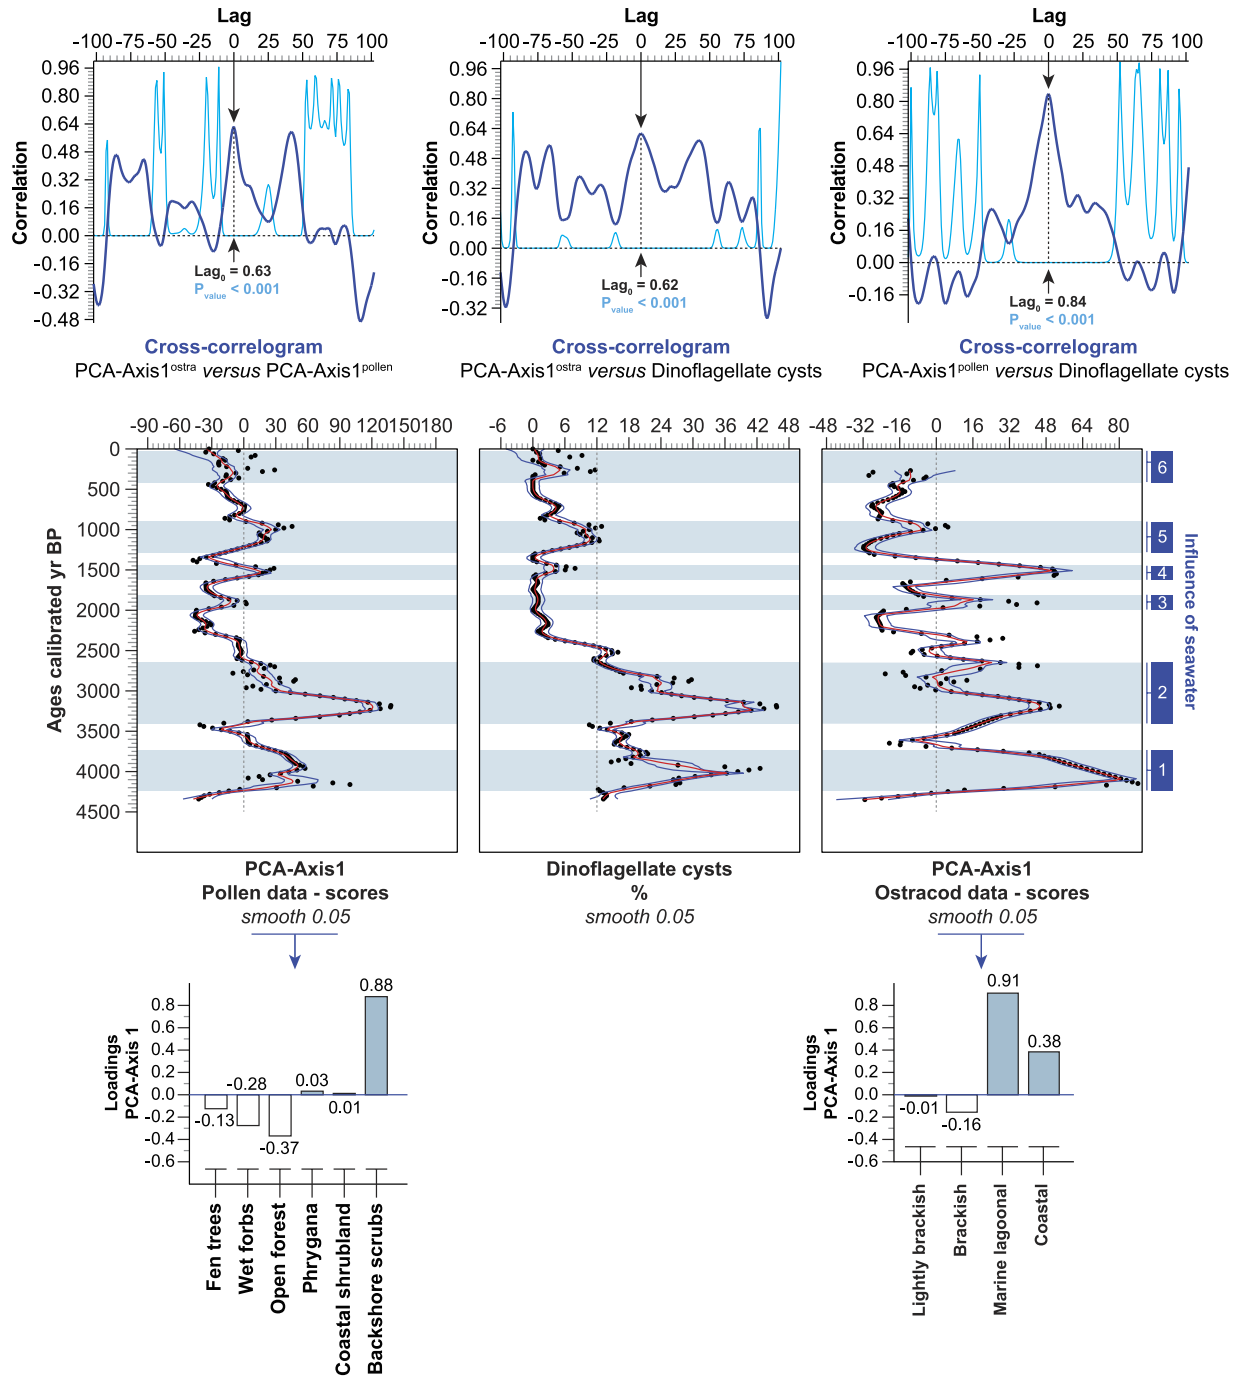 Lag Lag Lag
-100 -75 -50 -25 0 25 50 75 100 -100 -75 -50 -25 0 25 50 75 100 -100 -75 -50 -25 0 25 50 75 100
Correlation
0.96
0.80
0.64
0.48
0.32
0.16
0.00
-0.16
-0.32
-0.48
Lag0 = 0.63
Pvalue < 0.001
Correlation
0.96
0.80
0.64
0.48
0.32
0.16
0.00
-0.16
-0.32
Lag0 = 0.62
Pvalue < 0.001
Correlation
0.96
0.80
0.64
0.48
0.32
0.16
0.00
-0.16
Lag0 = 0.84
Pvalue < 0.001
Cross-correlogram Cross-correlogram Cross-correlogram
PCA-Axis1ostra versus PCA-Axis1pollen PCA-Axis1ostra versus Dinoflagellate cysts PCA-Axis1pollen versus Dinoflagellate cysts
-90 -60 -30 0 30 60 90 120 150 180 -6 0 6 12 18 24 30 36 42 48 -48 -32 -16 0 16 32 48 64 80
Ages calibrated yr BP
0
500
1000
1500
2000
2500
3000
3500
4000
4500
6
5
4
3
2
1
Influence of seawater
PCA-Axis1 Dinoflagellate cysts PCA-Axis1
Pollen data - scores % Ostracod data - scores
smooth 0.05 smooth 0.05 smooth 0.05
Loadings
PCA-Axis 1
0.8
0.6
0.4
0.2
0.0
-0.2
-0.4
-0.6
-0.13
-0.28
-0.37
0.03
0.01
0.88
Fen trees
Wet forbs
Open forest
Phrygana
Coastal shrubland
Backshore scrubs
Loadings
PCA-Axis 1
0.8
0.6
0.4
0.2
0.0
-0.2
-0.4
-0.6
-0.01
-0.16
0.91
0.38
Lightly brackish
Brackish
Marine lagoonal
Coastal